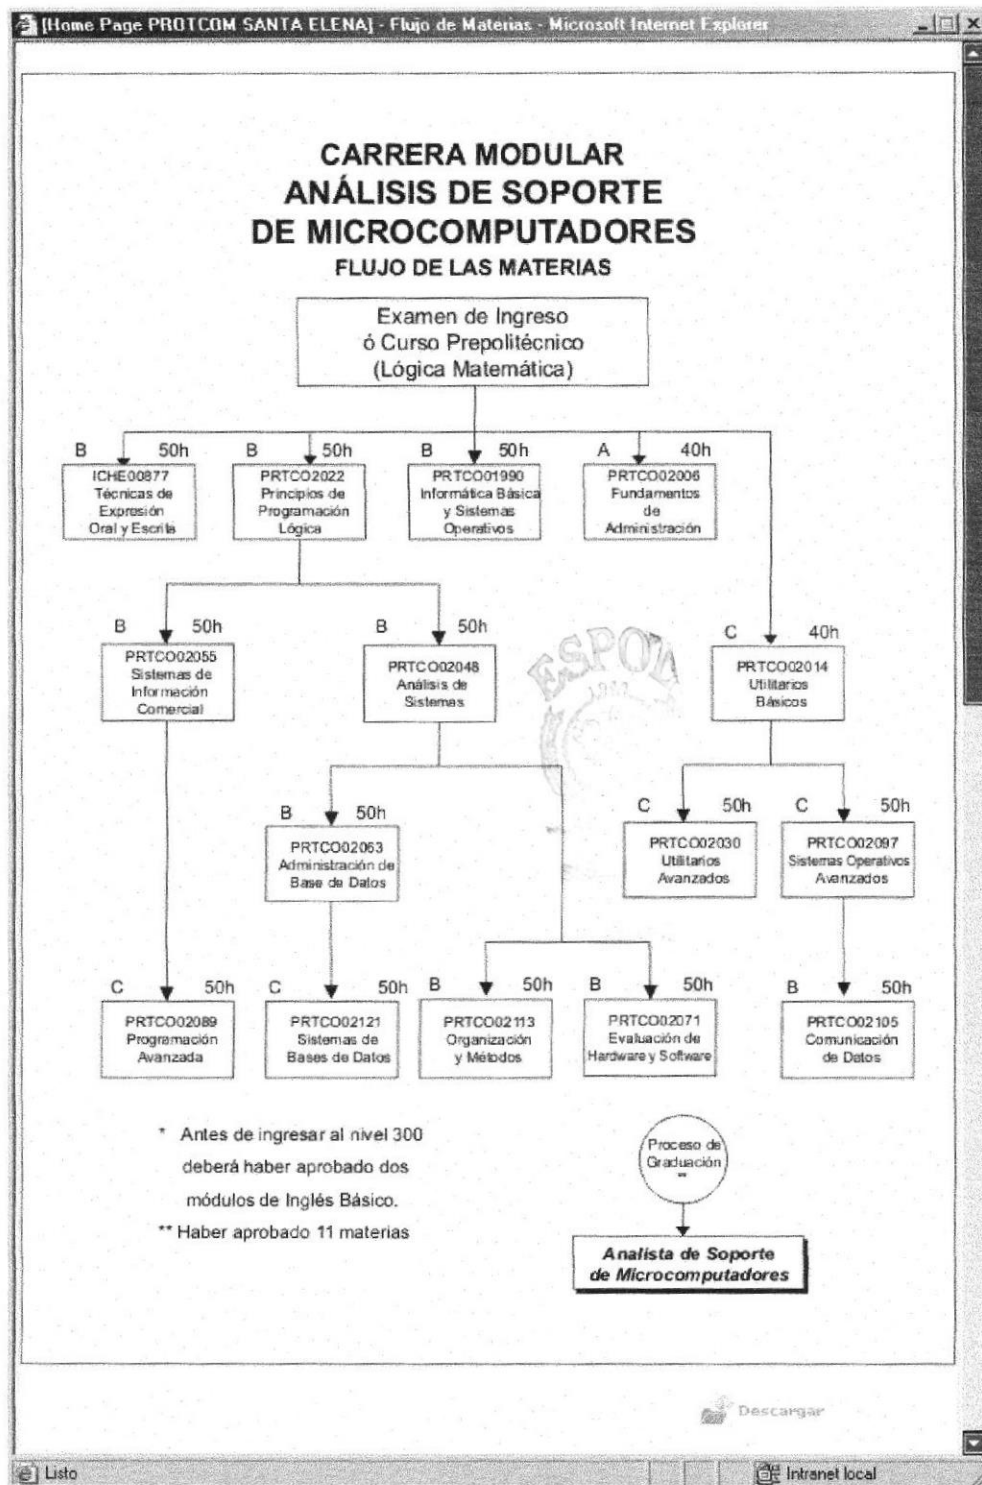 [Home Page PROTCOM SANTA ELENA] - Flujo de Materias - Microsoft Internet Explorer
CARRERA MODULAR
ANÁLISIS DE SOPORTE
DE MICROCOMPUTADORES
FLUJO DE LAS MATERIAS
Examen de Ingreso
ó Curso Prepolitécnico
(Lógica Matemática)
B 50h
ICHE00877
Técnicas de
Expresión
Oral y Escrita
B 50h
PRTCO2022
Principios de
Programación
Lógica
B 50h
PRTCO01990
Informática Básica
y Sistemas
Operativos
A 40h
PRTCO02006
Fundamentos
de
Administración
B 50h
PRTCO02055
Sistemas de
Información
Comercial
B 50h
PRTCO02048
Análisis de
Sistemas
ESPOL
C 40h
PRTCO02014
Utilitarios
Básicos
B 50h
PRTCO02063
Administración de
Base de Datos
C 50h
PRTCO02030
Utilitarios
Avanzados
C 50h
PRTCO02097
Sistemas Operativos
Avanzados
C 50h
PRTCO02089
Programación
Avanzada
C 50h
PRTCO02121
Sistemas de
Bases de Datos
B 50h
PRTCO02113
Organización
y Métodos
B 50h
PRTCO02071
Evaluación de
Hardware y Software
B 50h
PRTCO02105
Comunicación
de Datos
* Antes de ingresar al nivel 300
deberá haber aprobado dos
módulos de Inglés Básico.
** Haber aprobado 11 materias
Proceso de
Graduación
**
Analista de Soporte
de Microcomputadores
Descargar
Listo
Intranet local